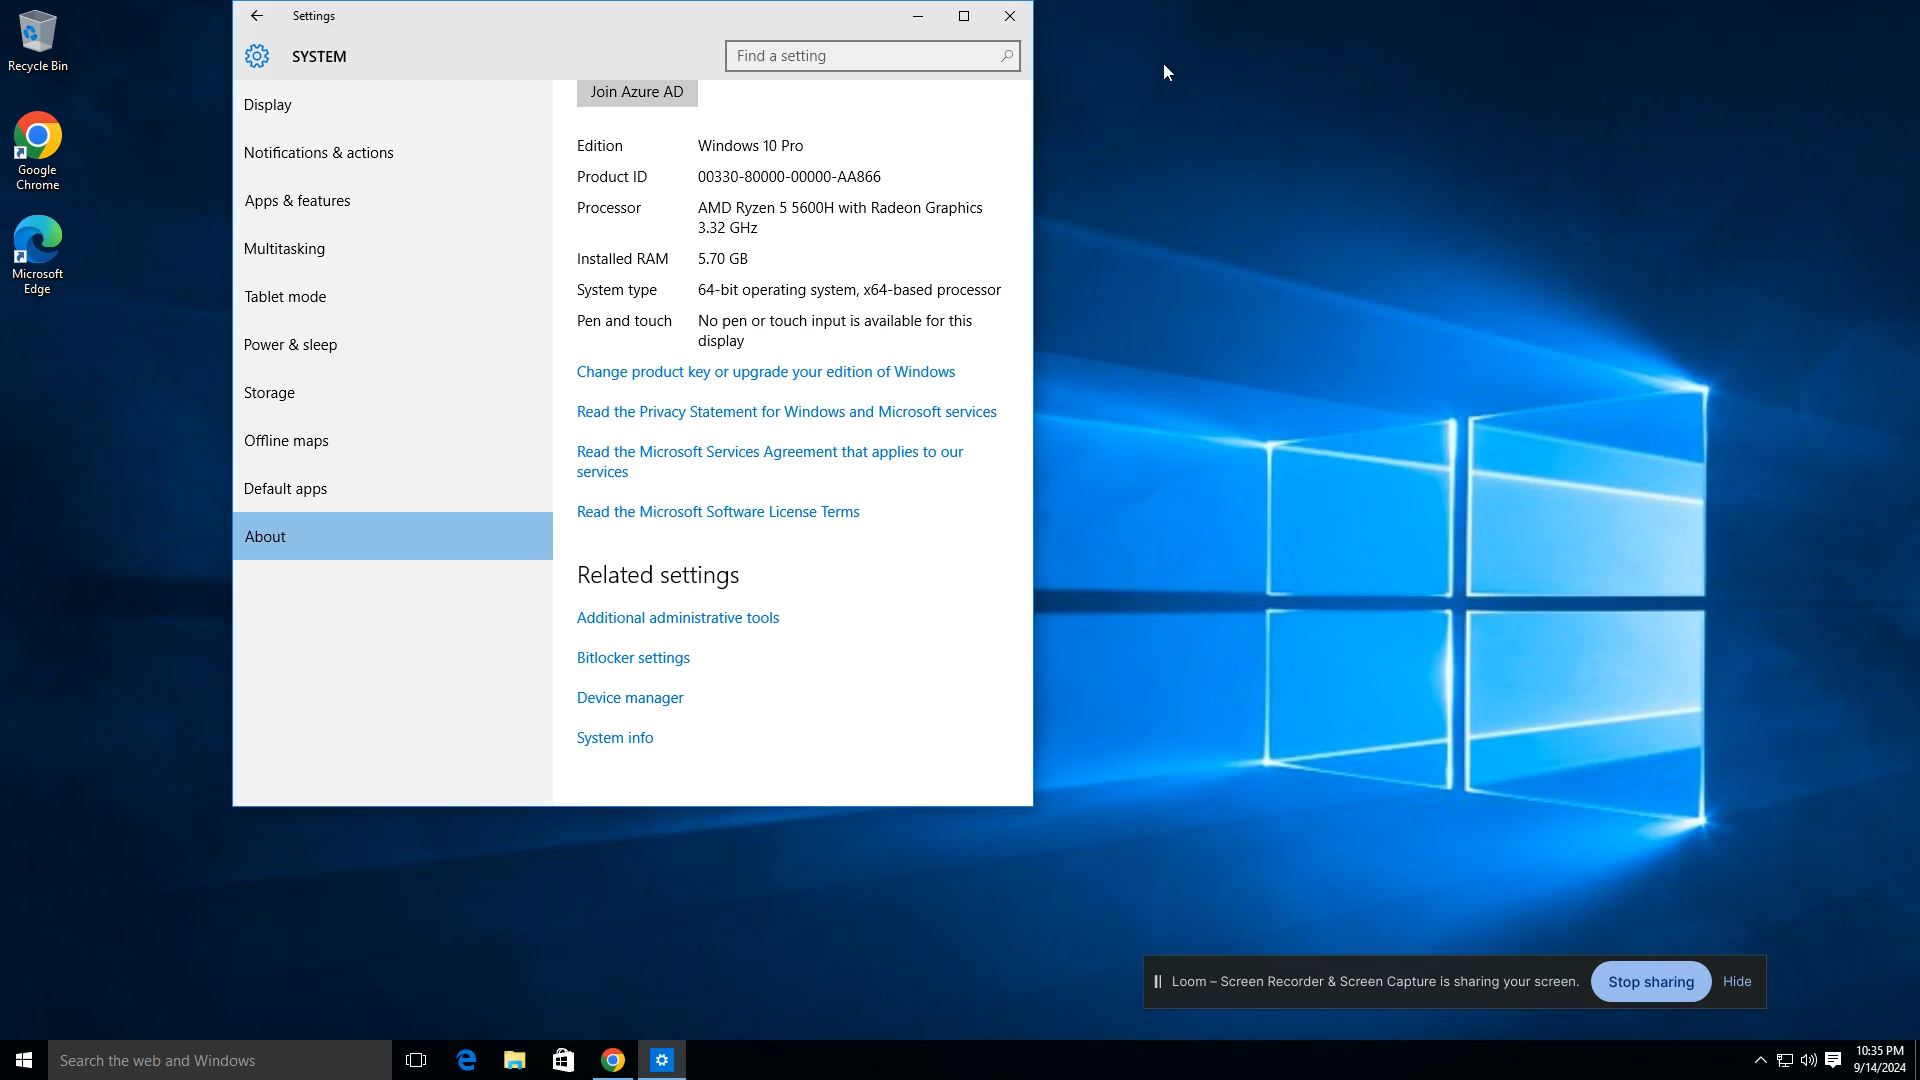 Settings
SYSTEM
Find a setting
Recycle Bin
Google
Chrome
Microsoft
Edge
Display
Notifications & actions
Apps & features
Multitasking
Tablet mode
Power & sleep
Storage
Offline maps
Default apps
About
Join Azure AD
Edition Windows 10 Pro
Product ID 00330-80000-00000-AA866
Processor AMD Ryzen 5 5600H with Radeon Graphics
3.32 GHz
Installed RAM 5.70 GB
System type 64-bit operating system, x64-based processor
Pen and touch No pen or touch input is available for this
display
Change product key or upgrade your edition of Windows
Read the Privacy Statement for Windows and Microsoft services
Read the Microsoft Services Agreement that applies to our
services
Read the Microsoft Software License Terms
Related settings
Additional administrative tools
Bitlocker settings
Device manager
System info
Loom – Screen Recorder & Screen Capture is sharing your screen. Stop sharing Hide
Search the web and Windows
10:35 PM
9/14/2024